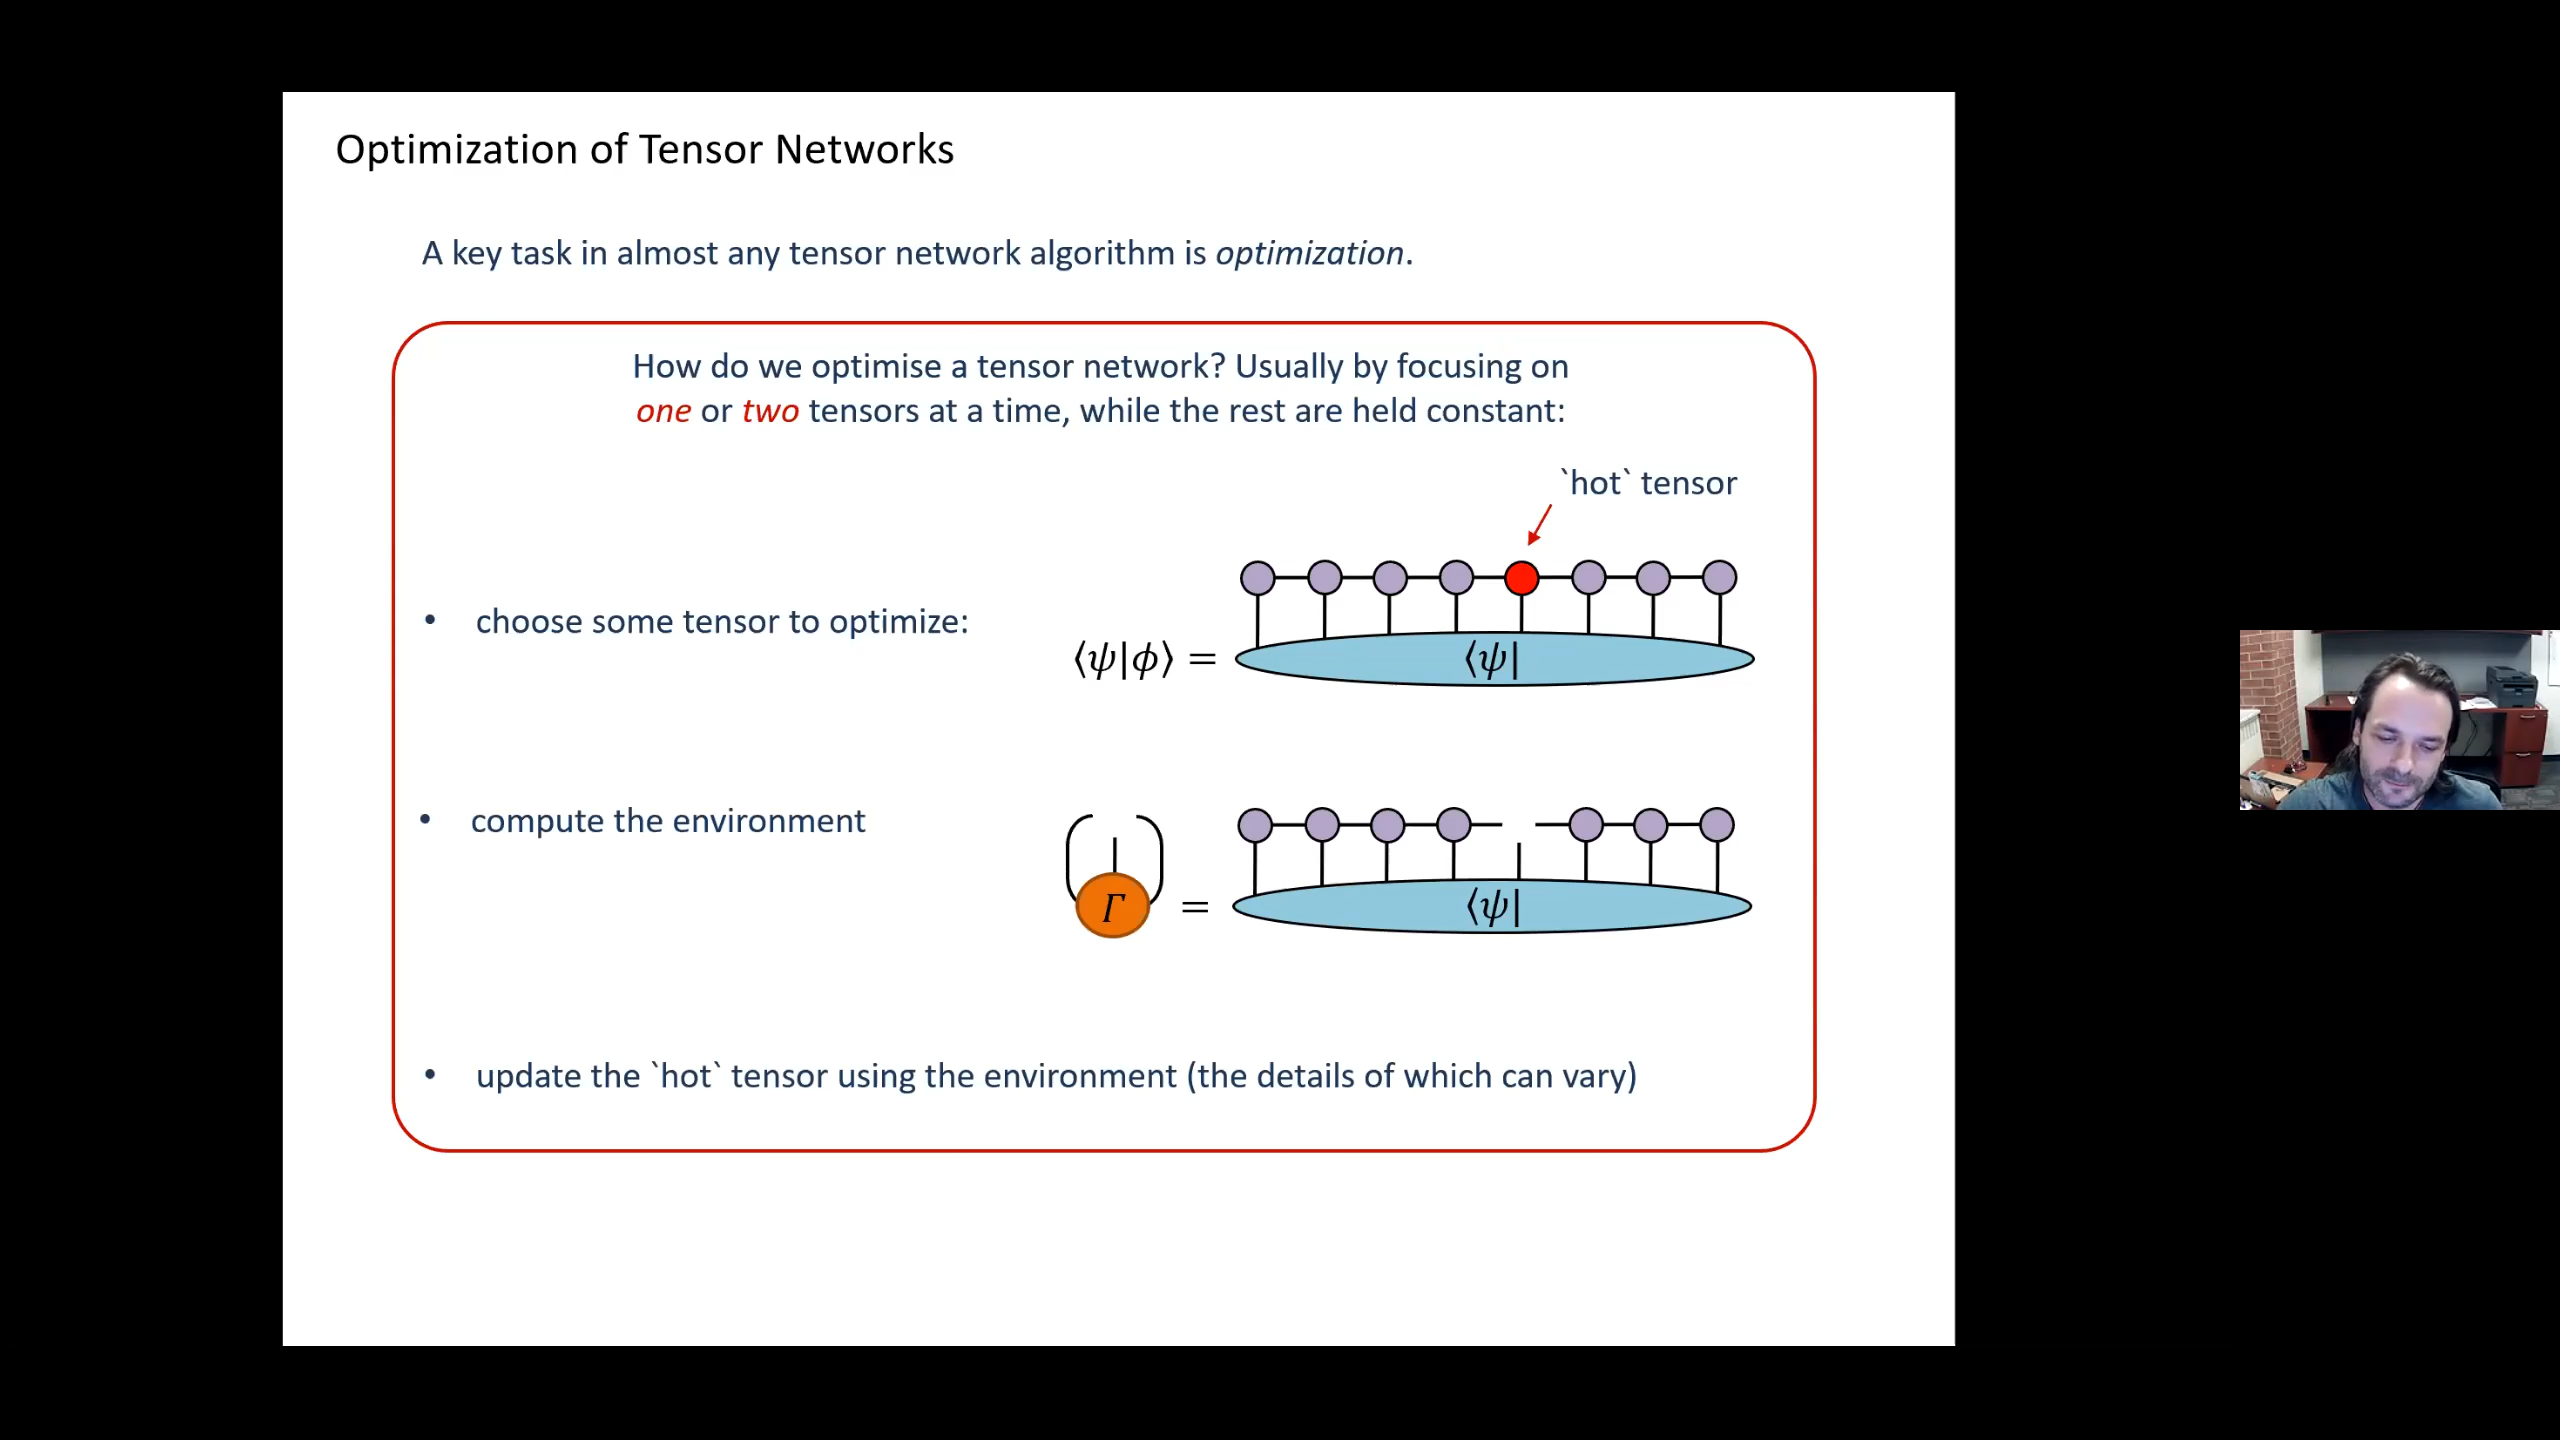 Optimization of Tensor Networks
A key task in almost any tensor network algorithm is optimization.
How do we optimise a tensor network? Usually by focusing on
one or two tensors at a time, while the rest are held constant:
`hot` tensor
• choose some tensor to optimize:
⟨ψ|ϕ⟩ =
⟨ψ|
• compute the environment
Γ =
⟨ψ|
• update the `hot` tensor using the environment (the details of which can vary)